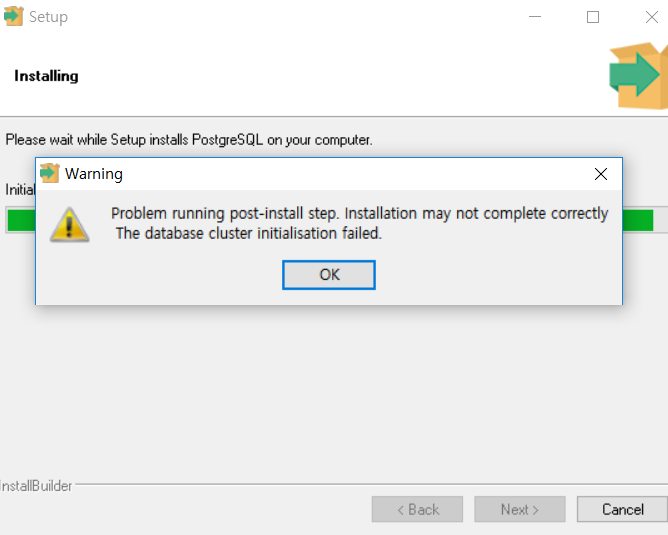 Setup
Installing
Please wait while Setup installs PostgreSQL on your computer.
Initial
Warning
Problem running post-install step. Installation may not complete correctly
The database cluster initialisation failed.
OK
InstallBuilder
< Back
Next >
Cancel